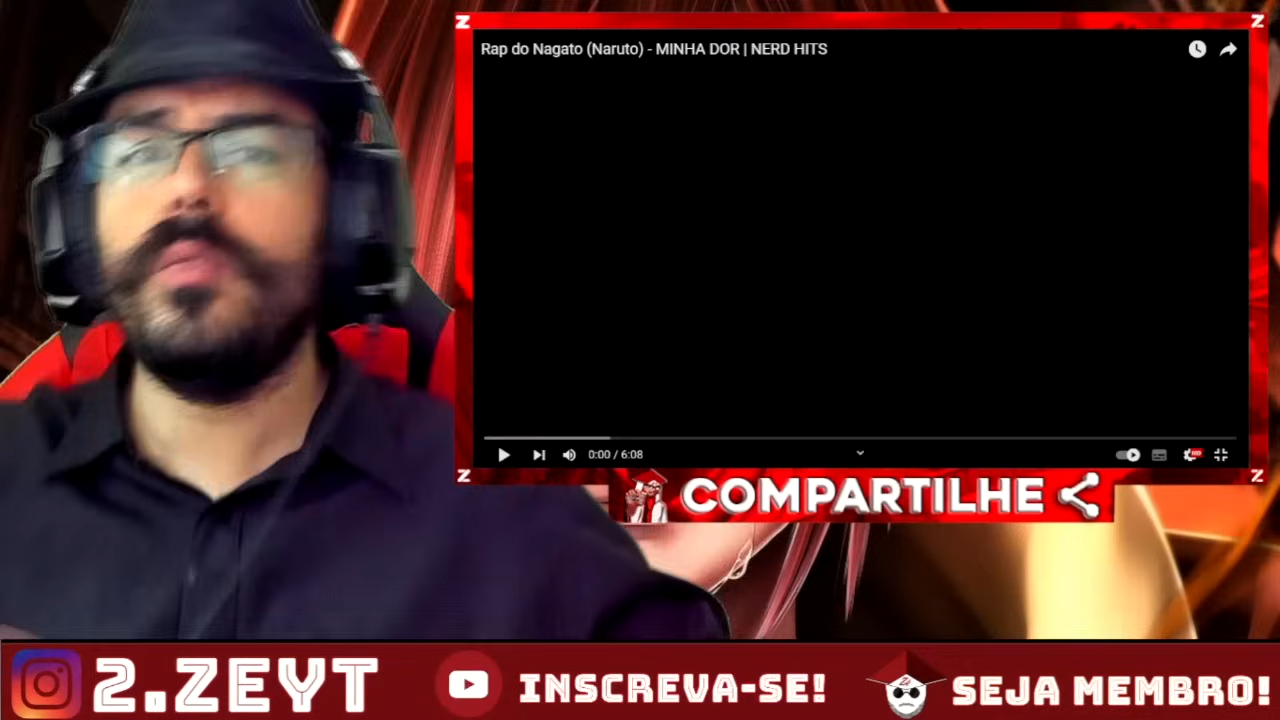 Z Z
Rap do Nagato (Naruto) - MINHA DOR | NERD HITS
0:00 / 6:08
HD
Z Z
COMPARTILHE
2.ZEYT
INSCREVA-SE!
SEJA MEMBRO!